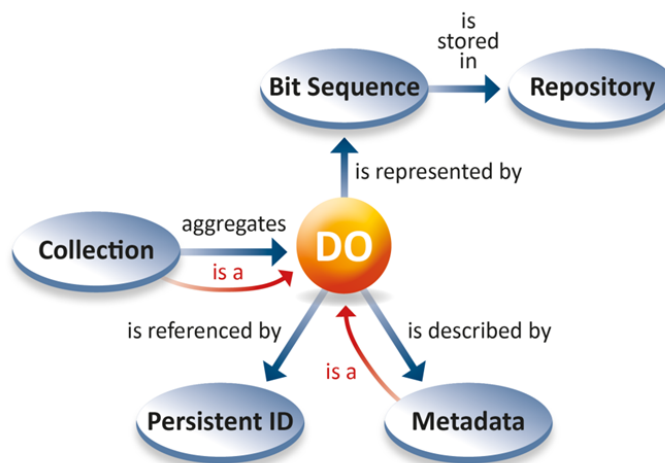 is
stored
in
Bit Sequence
Repository
is represented by
aggregates
DO
Collection
is a
is referenced by
is described by
is a
Persistent ID
Metadata